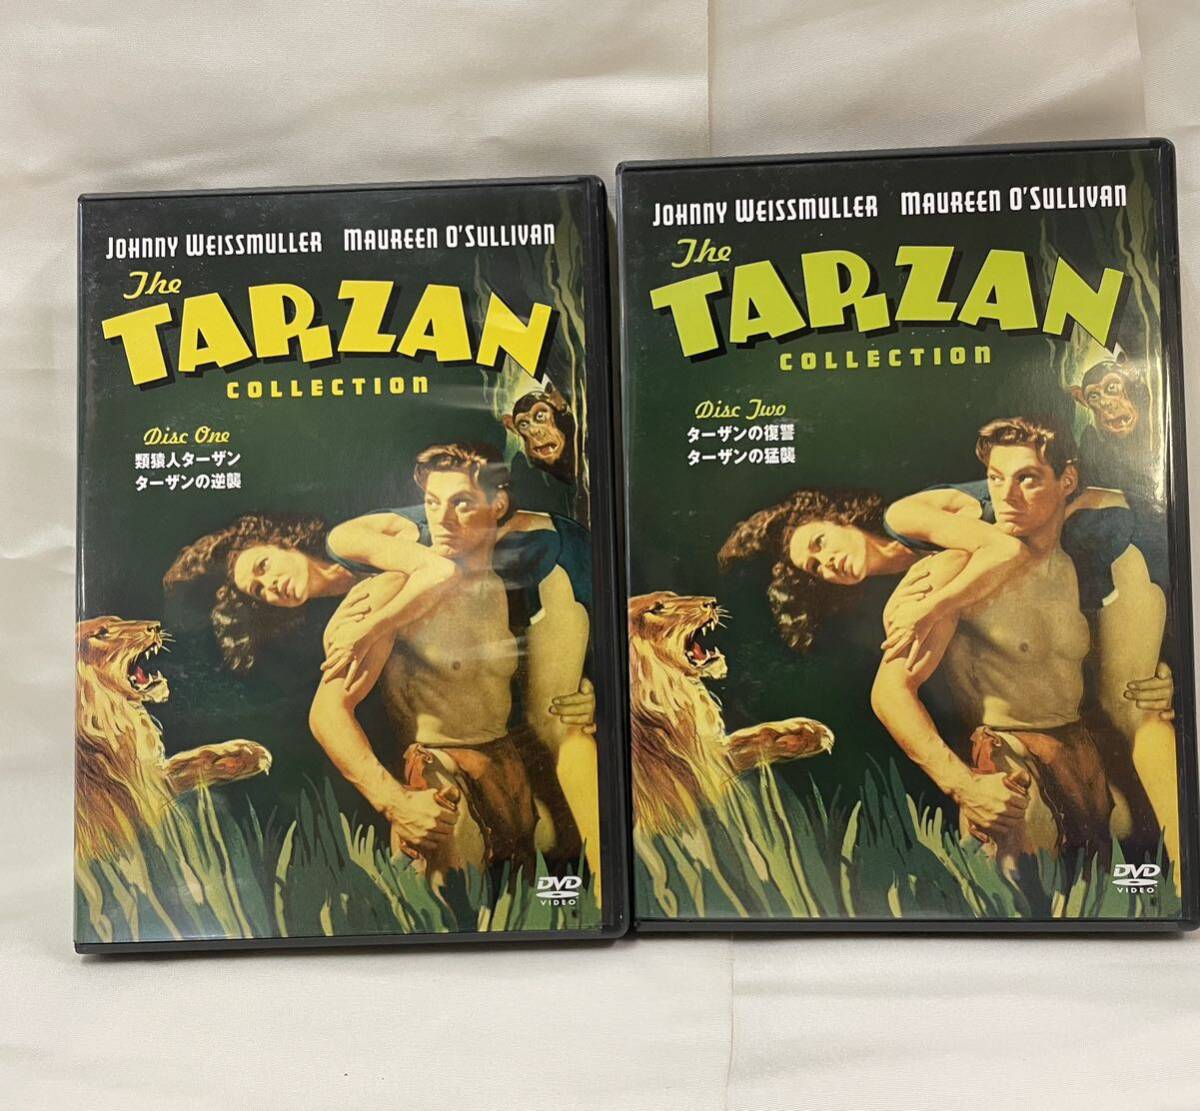 JOHNNY WEISSMULLER MAUREEN O'SULLIVAN
The
TARZAN
COLLECTION
Disc One
類猿人ターザン
ターザンの逆襲
DVD
VIDEO
JOHNNY WEISSMULLER MAUREEN O'SULLIVAN
The
TARZAN
COLLECTION
Disc Two
ターザンの復讐
ターザンの猛襲
DVD
VIDEO